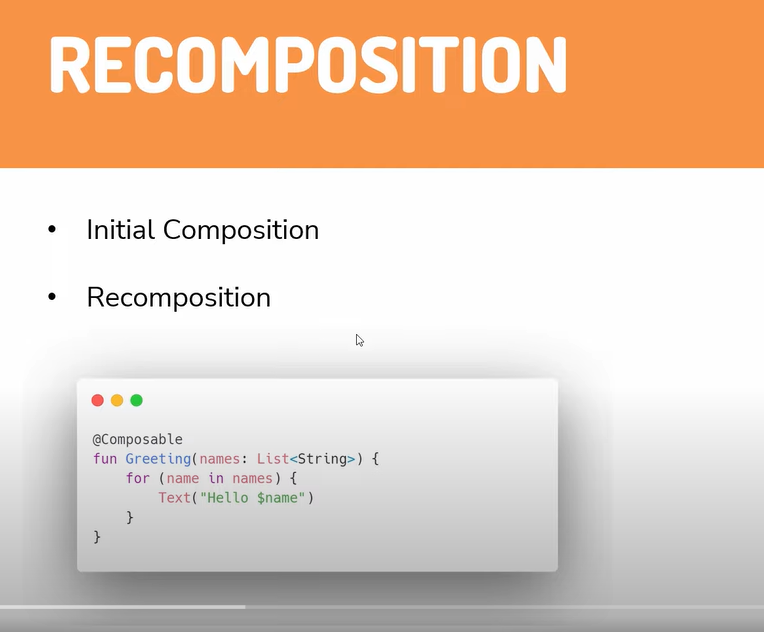 RECOMPOSITION
• Initial Composition
• Recomposition
@Composable
fun Greeting(names: List<String>) {
    for (name in names) {
        Text("Hello $name")
    }
}